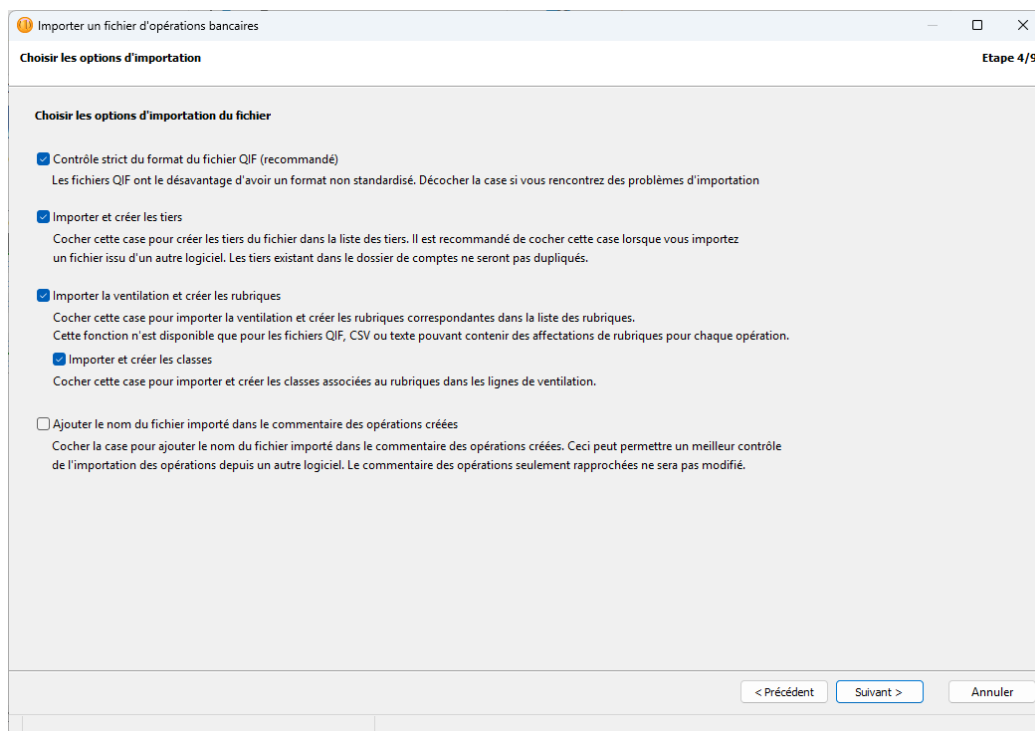 Importer un fichier d'opérations bancaires
Choisir les options d'importation
Etape 4/9
Choisir les options d'importation du fichier
Contrôle strict du format du fichier QIF (recommandé)
Les fichiers QIF ont le désavantage d'avoir un format non standardisé. Décocher la case si vous rencontrez des problèmes d'importation
Importer et créer les tiers
Cocher cette case pour créer les tiers du fichier dans la liste des tiers. Il est recommandé de cocher cette case lorsque vous importez
un fichier issu d'un autre logiciel. Les tiers existant dans le dossier de comptes ne seront pas dupliqués.
Importer la ventilation et créer les rubriques
Cocher cette case pour importer la ventilation et créer les rubriques correspondantes dans la liste des rubriques.
Cette fonction n'est disponible que pour les fichiers QIF, CSV ou texte pouvant contenir des affectations de rubriques pour chaque opération.
Importer et créer les classes
Cocher cette case pour importer et créer les classes associées au rubriques dans les lignes de ventilation.
Ajouter le nom du fichier importé dans le commentaire des opérations créées
Cocher la case pour ajouter le nom du fichier importé dans le commentaire des opérations créées. Ceci peut permettre un meilleur contrôle
de l'importation des opérations depuis un autre logiciel. Le commentaire des opérations seulement rapprochées ne sera pas modifié.
< Précédent
Suivant >
Annuler